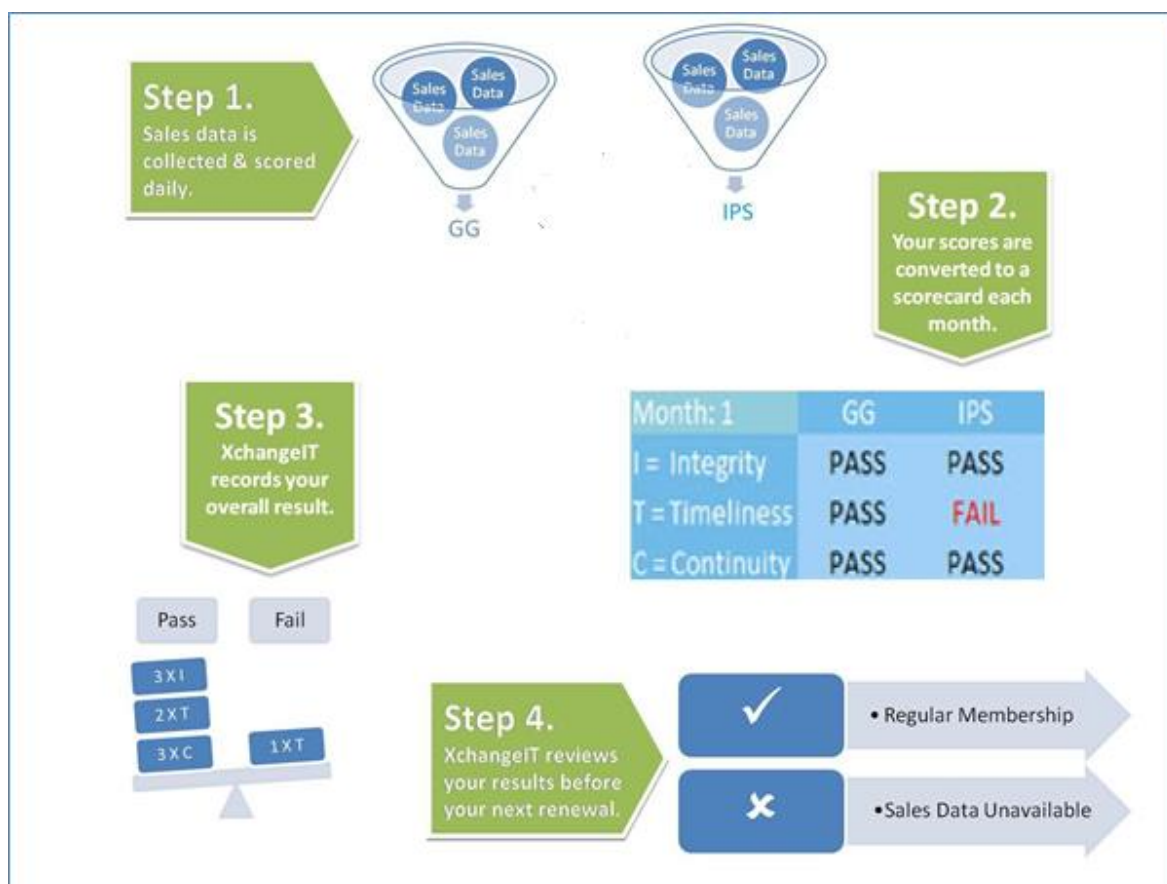 Step 1.
Sales data is
collected & scored
daily.
Sales
Data
Sales
Data
Sales
Data
GG
Sales
Data
Sales
Data
Sales
Data
IPS
Step 2.
Your scores are
converted to a
scorecard each
month.
Month: 1 GG IPS
I = Integrity PASS PASS
T = Timeliness PASS FAIL
C = Continuity PASS PASS
Step 3.
XchangeIT
records your
overall result.
Pass Fail
3 X I
2 X T
3 X C 1 X T
Step 4.
XchangeIT reviews
your results before
your next renewal.
✓ • Regular Membership
✘ •Sales Data Unavailable